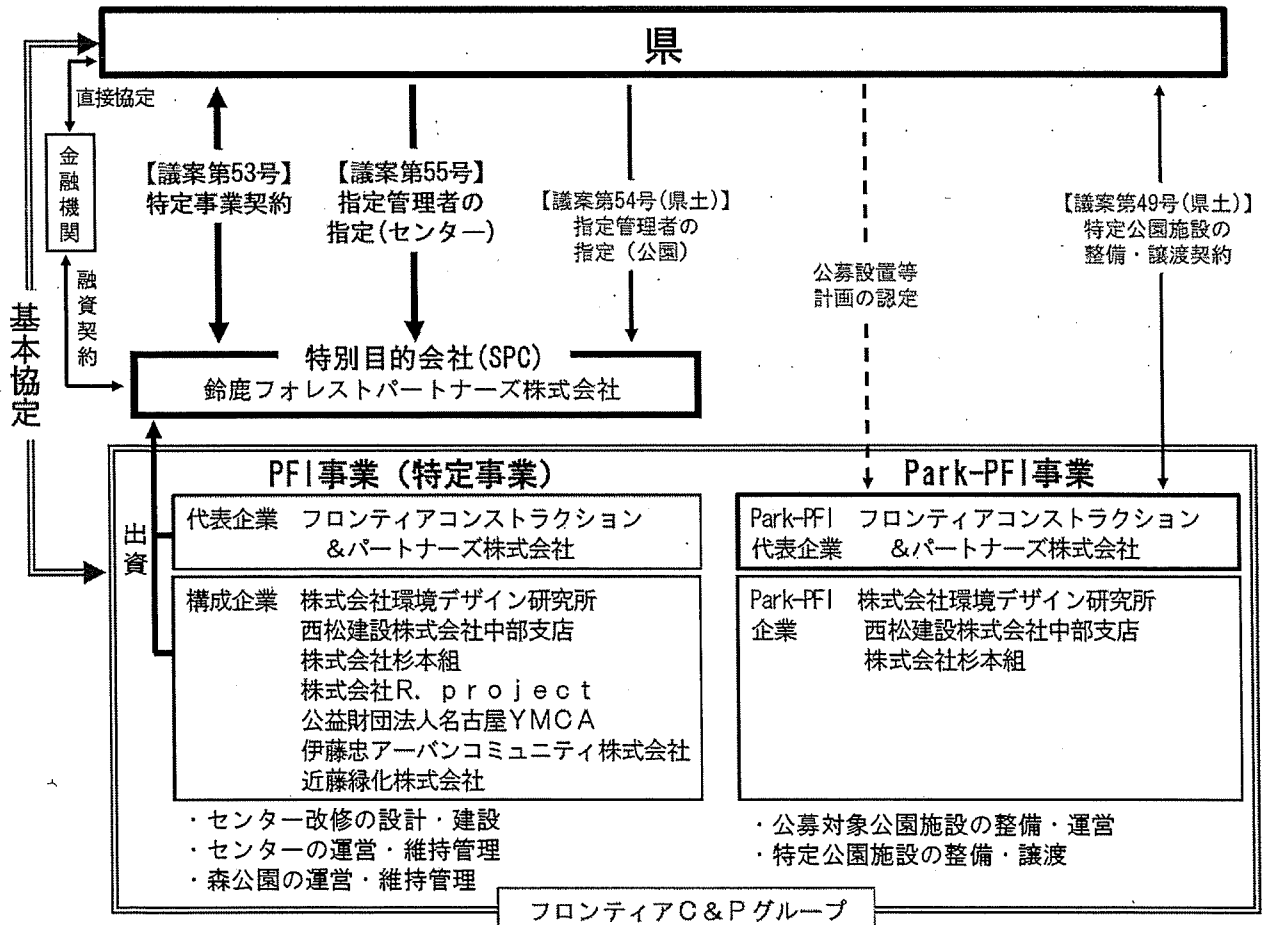 県
直接協定
金融機関
融資契約
基本協定
【議案第53号】
特定事業契約
【議案第55号】
指定管理者の
指定(センター)
【議案第54号(県土)】
指定管理者の
指定(公園)
公募設置等
計画の認定
【議案第49号(県土)】
特定公園施設の
整備・譲渡契約
特別目的会社(SPC)
鈴鹿フォレストパートナーズ株式会社
出資
PFI事業(特定事業)
代表企業 フロンティアコンストラクション
&パートナーズ株式会社
構成企業 株式会社環境デザイン研究所
西松建設株式会社中部支店
株式会社杉本組
株式会社R.project
公益財団法人名古屋YMCA
伊藤忠アーバンコミュニティ株式会社
近藤緑化株式会社
・センター改修の設計・建設
・センターの運営・維持管理
・森公園の運営・維持管理
Park-PFI事業
Park-PFI フロンティアコンストラクション
代表企業 &パートナーズ株式会社
Park-PFI 株式会社環境デザイン研究所
企業 西松建設株式会社中部支店
株式会社杉本組
・公募対象公園施設の整備・運営
・特定公園施設の整備・譲渡
フロンティアC&Pグループ